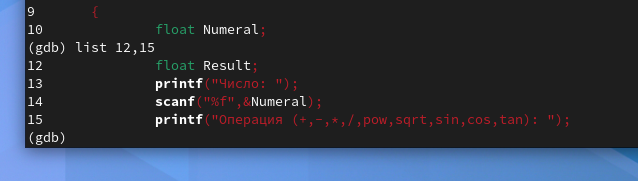 9 {
10 float Numeral;
(gdb) list 12,15
12 float Result;
13 printf("Число: ");
14 scanf("%f",&Numeral);
15 printf("Операция (+,-,*,/,pow,sqrt,sin,cos,tan): ");
(gdb)